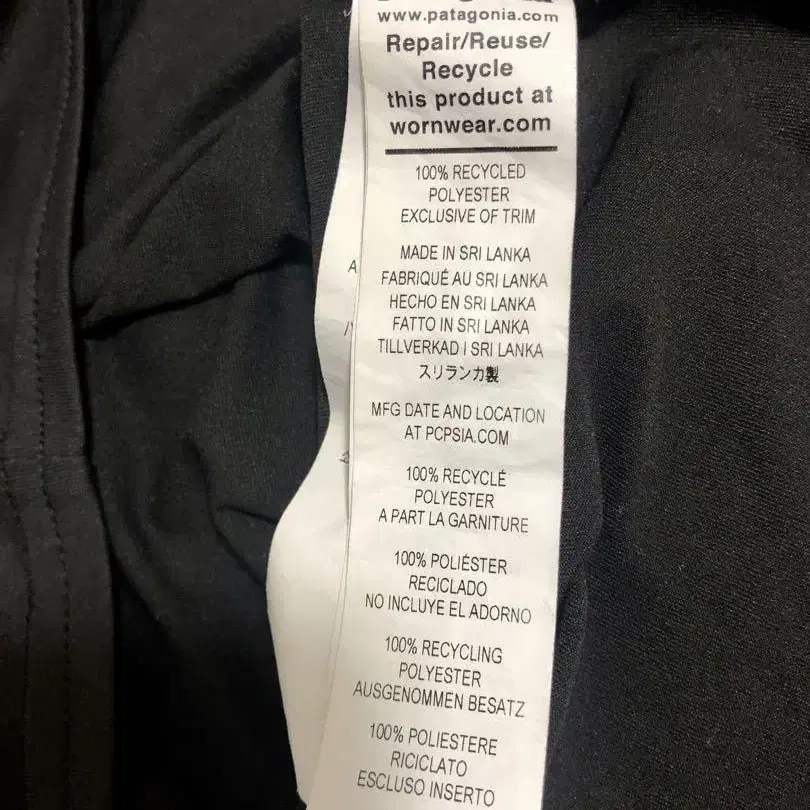 www.patagonia.com
Repair/Reuse/
Recycle
this product at
wornwear.com
100% RECYCLED
POLYESTER
EXCLUSIVE OF TRIM
MADE IN SRI LANKA
FABRIQUÉ AU SRI LANKA
HECHO EN SRI LANKA
FATTO IN SRI LANKA
TILLVERKAD I SRI LANKA
スリランカ製
MFG DATE AND LOCATION
AT PCPSIA.COM
100% RECYCLÉ
POLYESTER
A PART LA GARNITURE
100% POLIÉSTER
RECICLADO
NO INCLUYE EL ADORNO
100% RECYCLING
POLYESTER
AUSGENOMMEN BESATZ
100% POLIESTERE
RICICLATO
ESCLUSO INSERTO